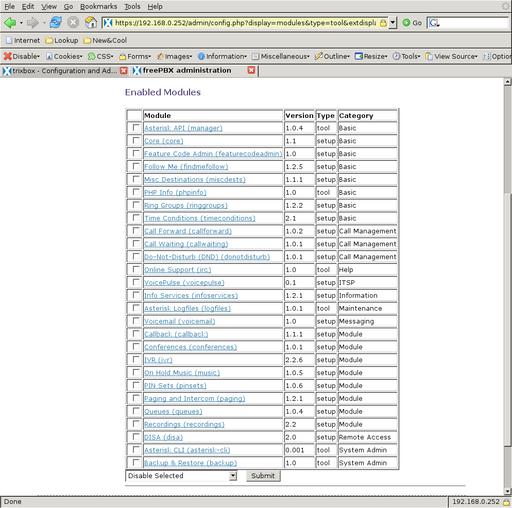 File Edit View Go Bookmarks Tools Help
https://192.168.0.252/admin/config.php?display=modules&type=tool&extdispl Go
Internet Lookup New&Cool
Disable Cookies CSS Forms Images Information Miscellaneous Outline Resize Tools View Source Option
trixbox - Configuration and Ad... freePBX administration
Enabled Modules
Module Version Type Category
Asterisk API (manager) 1.0.4 tool Basic
Core (core) 1.1 setup Basic
Feature Code Admin (featurecodeadmin) 1.0 setup Basic
Follow Me (findmefollow) 1.2.5 setup Basic
Misc Destinations (miscdests) 1.1.1 setup Basic
PHP Info (phpinfo) 1.0 tool Basic
Ring Groups (ringgroups) 1.2.2 setup Basic
Time Conditions (timeconditions) 2.1 setup Basic
Call Forward (callforward) 1.0.2 setup Call Management
Call Waiting (callwaiting) 1.0.1 setup Call Management
Do-Not-Disturb (DND) (donotdisturb) 1.0.1 setup Call Management
Online Support (irc) 1.0 tool Help
VoicePulse (voicepulse) 0.1 setup ITSP
Info Services (infoservices) 1.2.1 setup Information
Asterisk Logfiles (logfiles) 1.0.1 tool Maintenance
Voicemail (voicemail) 1.0 setup Messaging
Callback (callback) 1.1.1 setup Module
Conferences (conferences) 1.0.1 setup Module
IVR (ivr) 2.2.6 setup Module
On Hold Music (music) 1.0.5 setup Module
PIN Sets (pinsets) 1.0.6 setup Module
Paging and Intercom (paging) 1.2.1 setup Module
Queues (queues) 1.0.4 setup Module
Recordings (recordings) 2.2 setup Module
DISA (disa) 2.0 setup Remote Access
Asterisk CLI (asterisk-cli) 0.001 tool System Admin
Backup & Restore (backup) 1.0 tool System Admin
Disable Selected Submit
Done 192.168.0.252